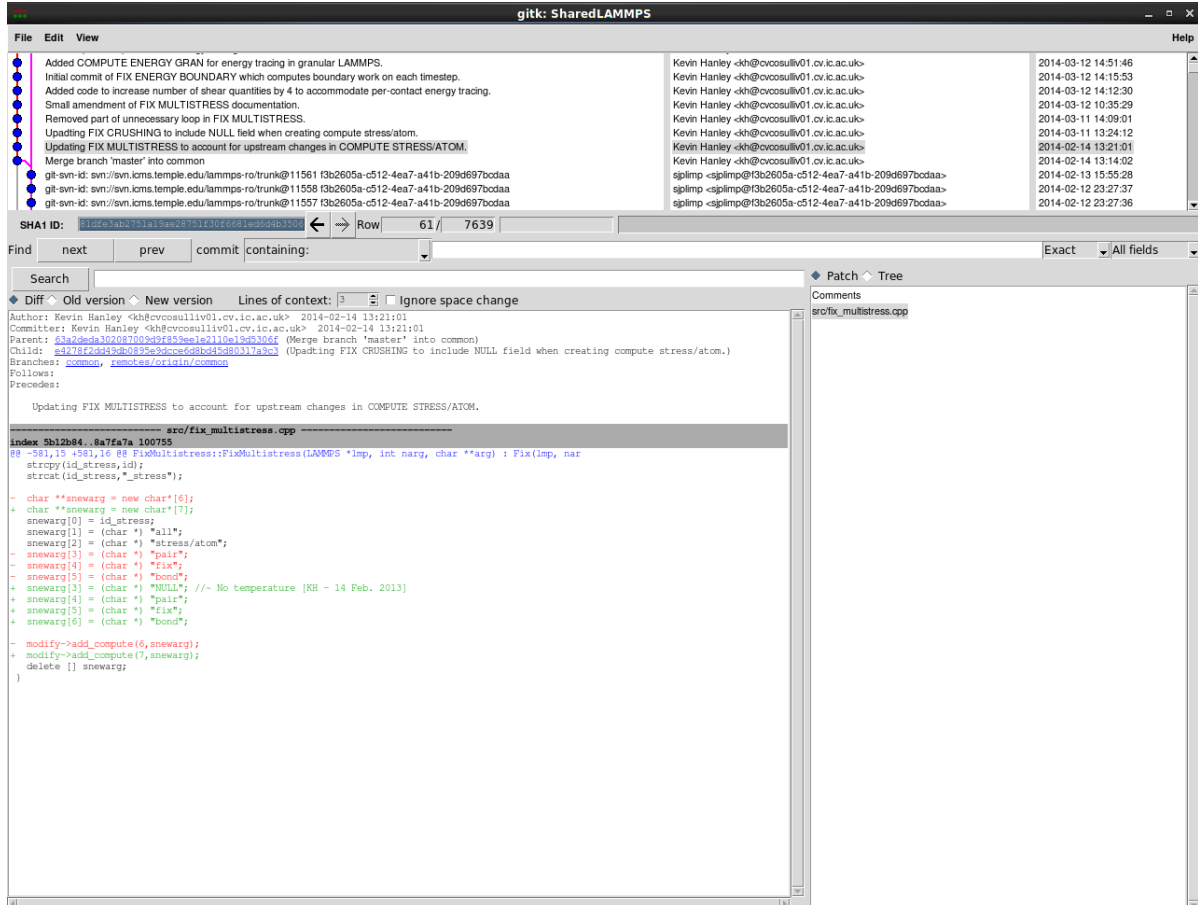 gitk: SharedLAMMPS
File Edit View Help
Added COMPUTE ENERGY GRAN for energy tracing in granular LAMMPS. Kevin Hanley <kh@cvcosulliv01.cv.ic.ac.uk> 2014-03-12 14:51:46
Initial commit of FIX ENERGY BOUNDARY which computes boundary work on each timestep. Kevin Hanley <kh@cvcosulliv01.cv.ic.ac.uk> 2014-03-12 14:15:53
Added code to increase number of shear quantities by 4 to accommodate per-contact energy tracing. Kevin Hanley <kh@cvcosulliv01.cv.ic.ac.uk> 2014-03-12 14:12:30
Small amendment of FIX MULTISTRESS documentation. Kevin Hanley <kh@cvcosulliv01.cv.ic.ac.uk> 2014-03-12 10:35:29
Removed part of unnecessary loop in FIX MULTISTRESS. Kevin Hanley <kh@cvcosulliv01.cv.ic.ac.uk> 2014-03-11 14:09:01
Upadting FIX CRUSHING to include NULL field when creating compute stress/atom. Kevin Hanley <kh@cvcosulliv01.cv.ic.ac.uk> 2014-03-11 13:24:12
Updating FIX MULTISTRESS to account for upstream changes in COMPUTE STRESS/ATOM. Kevin Hanley <kh@cvcosulliv01.cv.ic.ac.uk> 2014-02-14 13:21:01
Merge branch 'master' into common Kevin Hanley <kh@cvcosulliv01.cv.ic.ac.uk> 2014-02-14 13:14:02
git-svn-id: svn://svn.icms.temple.edu/lammps-ro/trunk@11561 f3b2605a-c512-4ea7-a41b-209d697bcdaa sjplimp <sjplimp@f3b2605a-c512-4ea7-a41b-209d697bcdaa> 2014-02-13 15:55:28
git-svn-id: svn://svn.icms.temple.edu/lammps-ro/trunk@11558 f3b2605a-c512-4ea7-a41b-209d697bcdaa sjplimp <sjplimp@f3b2605a-c512-4ea7-a41b-209d697bcdaa> 2014-02-12 23:27:37
git-svn-id: svn://svn.icms.temple.edu/lammps-ro/trunk@11557 f3b2605a-c512-4ea7-a41b-209d697bcdaa sjplimp <sjplimp@f3b2605a-c512-4ea7-a41b-209d697bcdaa> 2014-02-12 23:27:36
SHA1 ID: Row 61 / 7639
Find next prev commit containing: Exact All fields
Search
Patch Tree
Diff Old version New version Lines of context: 3 Ignore space change
Comments
src/fix_multistress.cpp
Author: Kevin Hanley <kh@cvcosulliv01.cv.ic.ac.uk> 2014-02-14 13:21:01
Committer: Kevin Hanley <kh@cvcosulliv01.cv.ic.ac.uk> 2014-02-14 13:21:01
Parent: 63a2deda302087009d9f859ee1e2110e19d5306f (Merge branch 'master' into common)
Child: e4278f2dd49db0895e9dcce6d8bd45d80317a9c3 (Upadting FIX CRUSHING to include NULL field when creating compute stress/atom.)
Branches: common, remotes/origin/common
Follows:
Precedes:
Updating FIX MULTISTRESS to account for upstream changes in COMPUTE STRESS/ATOM.
--------------------------- src/fix_multistress.cpp ---------------------------
index 5b12b84..8a7fa7a 100755
@@ -581,15 +581,16 @@ FixMultistress::FixMultistress(LAMMPS *lmp, int narg, char **arg) : Fix(lmp, nar
strcpy(id_stress,id);
strcat(id_stress,"_stress");
- char **snewarg = new char*[6];
+ char **snewarg = new char*[7];
snewarg[0] = id_stress;
snewarg[1] = (char *) "all";
snewarg[2] = (char *) "stress/atom";
- snewarg[3] = (char *) "pair";
- snewarg[4] = (char *) "fix";
- snewarg[5] = (char *) "bond";
+ snewarg[3] = (char *) "NULL"; //~ No temperature [KH - 14 Feb. 2013]
+ snewarg[4] = (char *) "pair";
+ snewarg[5] = (char *) "fix";
+ snewarg[6] = (char *) "bond";
- modify->add_compute(6,snewarg);
+ modify->add_compute(7,snewarg);
delete [] snewarg;
}